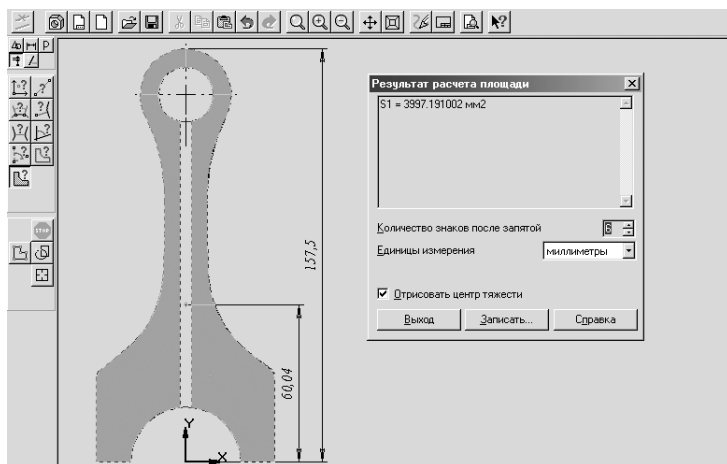 Результат расчета площади
S1 = 3997.191002 мм2
Количество знаков после запятой 6
Единицы измерения миллиметры
Отрисовать центр тяжести
Выход Записать... Справка
157,5
60,04
Y
X
STOP